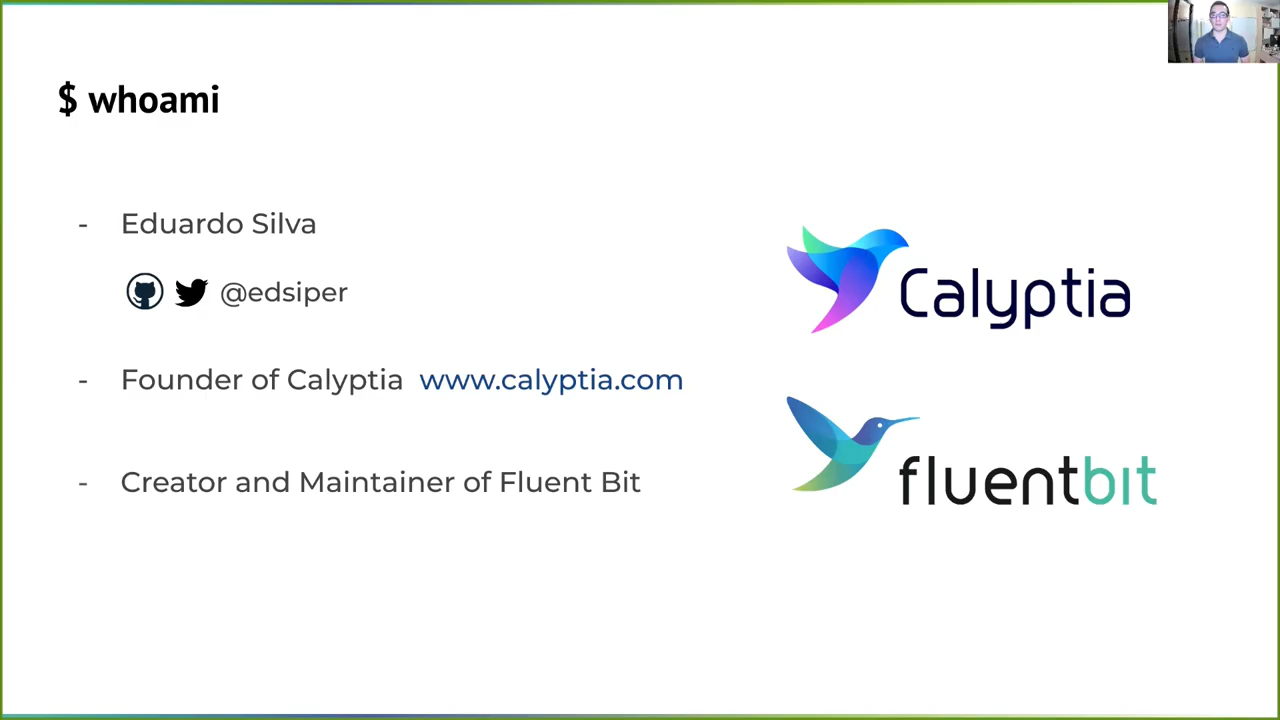 $ whoami
- Eduardo Silva
@edsiper
- Founder of Calyptia www.calyptia.com
- Creator and Maintainer of Fluent Bit
Calyptia
fluentbit